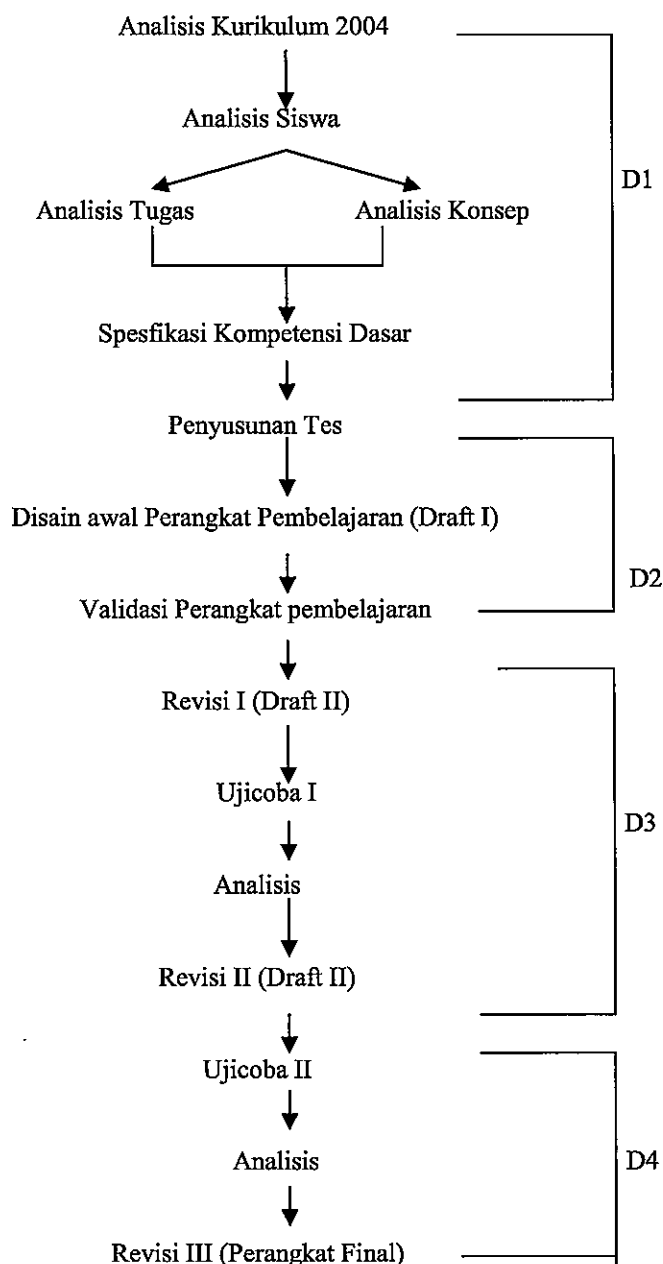 Analisis Kurikulum 2004
Analisis Siswa
D1
Analisis Tugas
Analisis Konsep
Spesfikasi Kompetensi Dasar
Penyusunan Tes
Disain awal Perangkat Pembelajaran (Draft I)
D2
Validasi Perangkat pembelajaran
Revisi I (Draft II)
Ujicoba I
D3
Analisis
Revisi II (Draft II)
Ujicoba II
Analisis
D4
Revisi III (Perangkat Final)